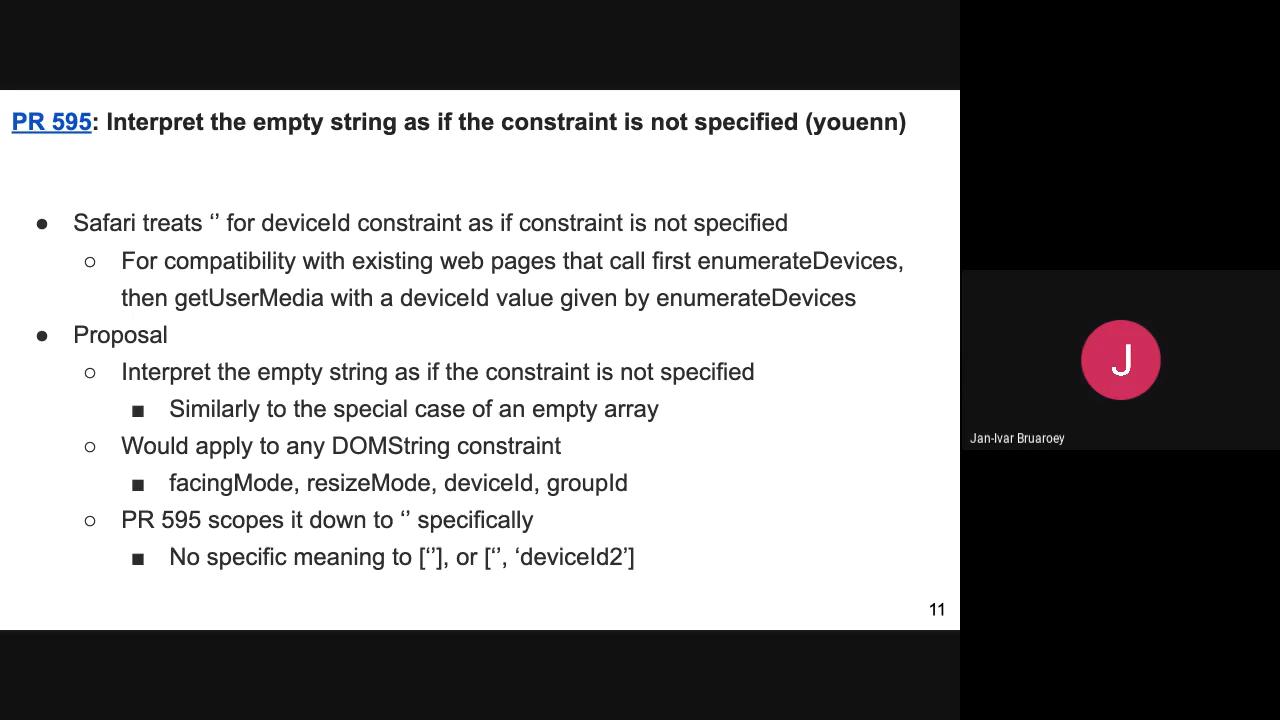 PR 595: Interpret the empty string as if the constraint is not specified (youenn)
● Safari treats ‘’ for deviceId constraint as if constraint is not specified
○ For compatibility with existing web pages that call first enumerateDevices,
then getUserMedia with a deviceId value given by enumerateDevices
● Proposal
○ Interpret the empty string as if the constraint is not specified
■ Similarly to the special case of an empty array
○ Would apply to any DOMString constraint
■ facingMode, resizeMode, deviceId, groupId
○ PR 595 scopes it down to ‘’ specifically
■ No specific meaning to [‘’], or [‘’, ‘deviceId2’]
11
J
Jan-Ivar Bruaroey